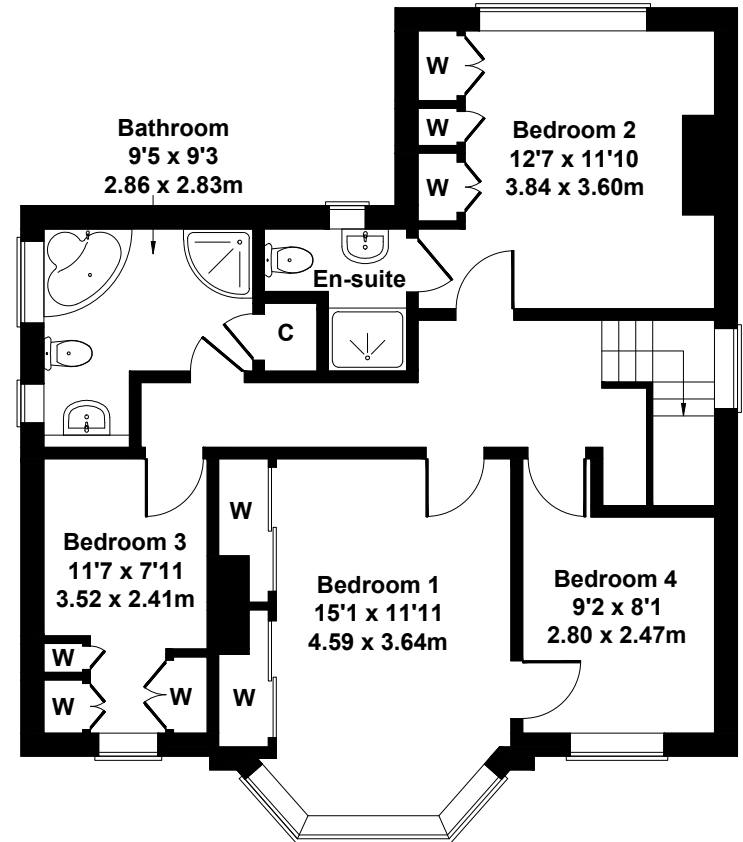 W
W
W
Bedroom 2
12'7 x 11'10
3.84 x 3.60m
Bathroom
9'5 x 9'3
2.86 x 2.83m
En-suite
C
Bedroom 3
11'7 x 7'11
3.52 x 2.41m
W
W
W
W
W
Bedroom 1
15'1 x 11'11
4.59 x 3.64m
Bedroom 4
9'2 x 8'1
2.80 x 2.47m